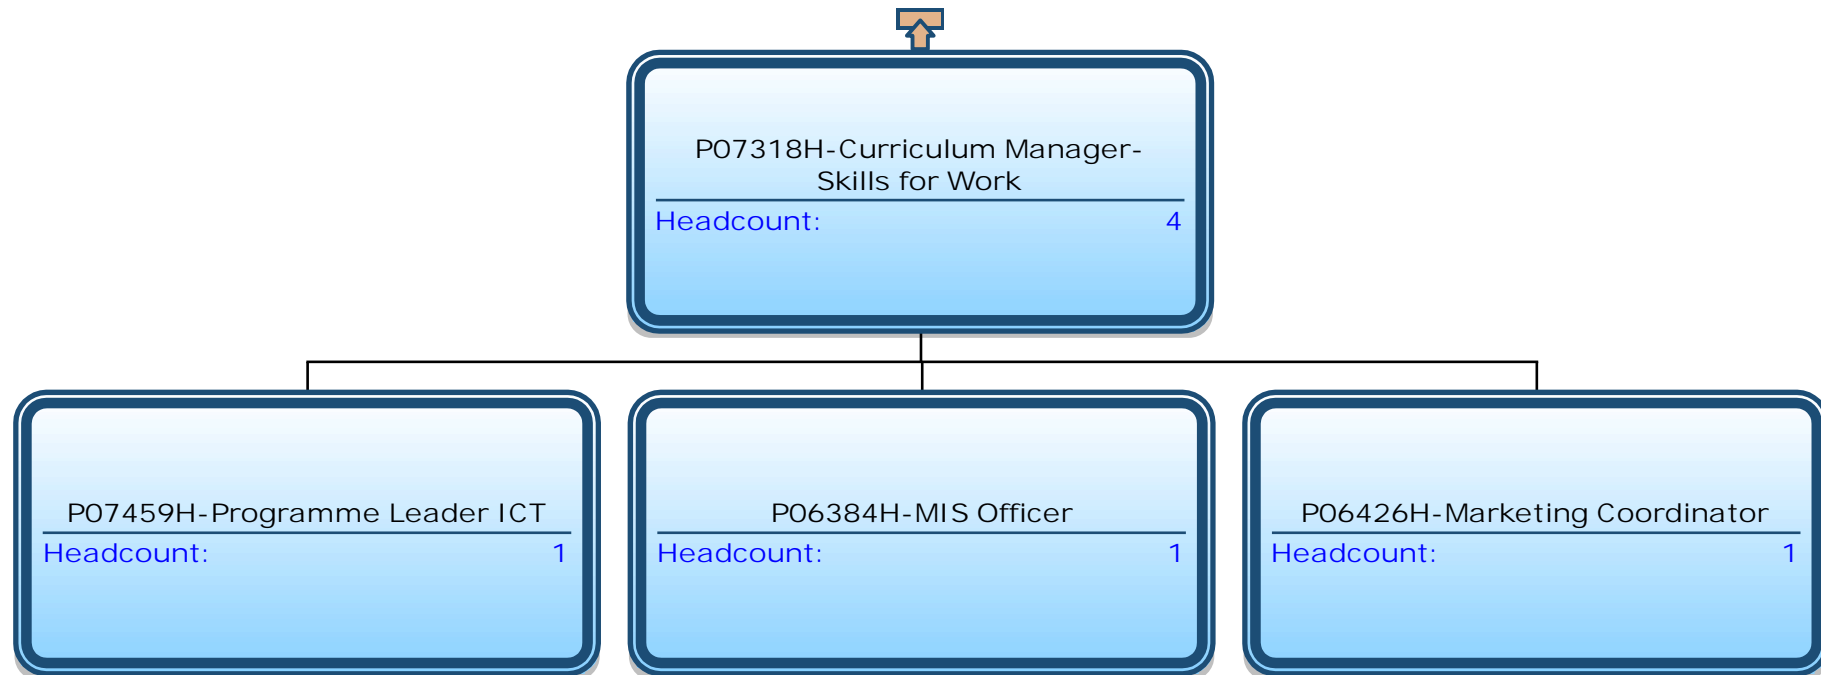 P07318H-Curriculum Manager-
Skills for Work
Headcount: 4
P07459H-Programme Leader ICT
Headcount: 1
P06384H-MIS Officer
Headcount: 1
P06426H-Marketing Coordinator
Headcount: 1